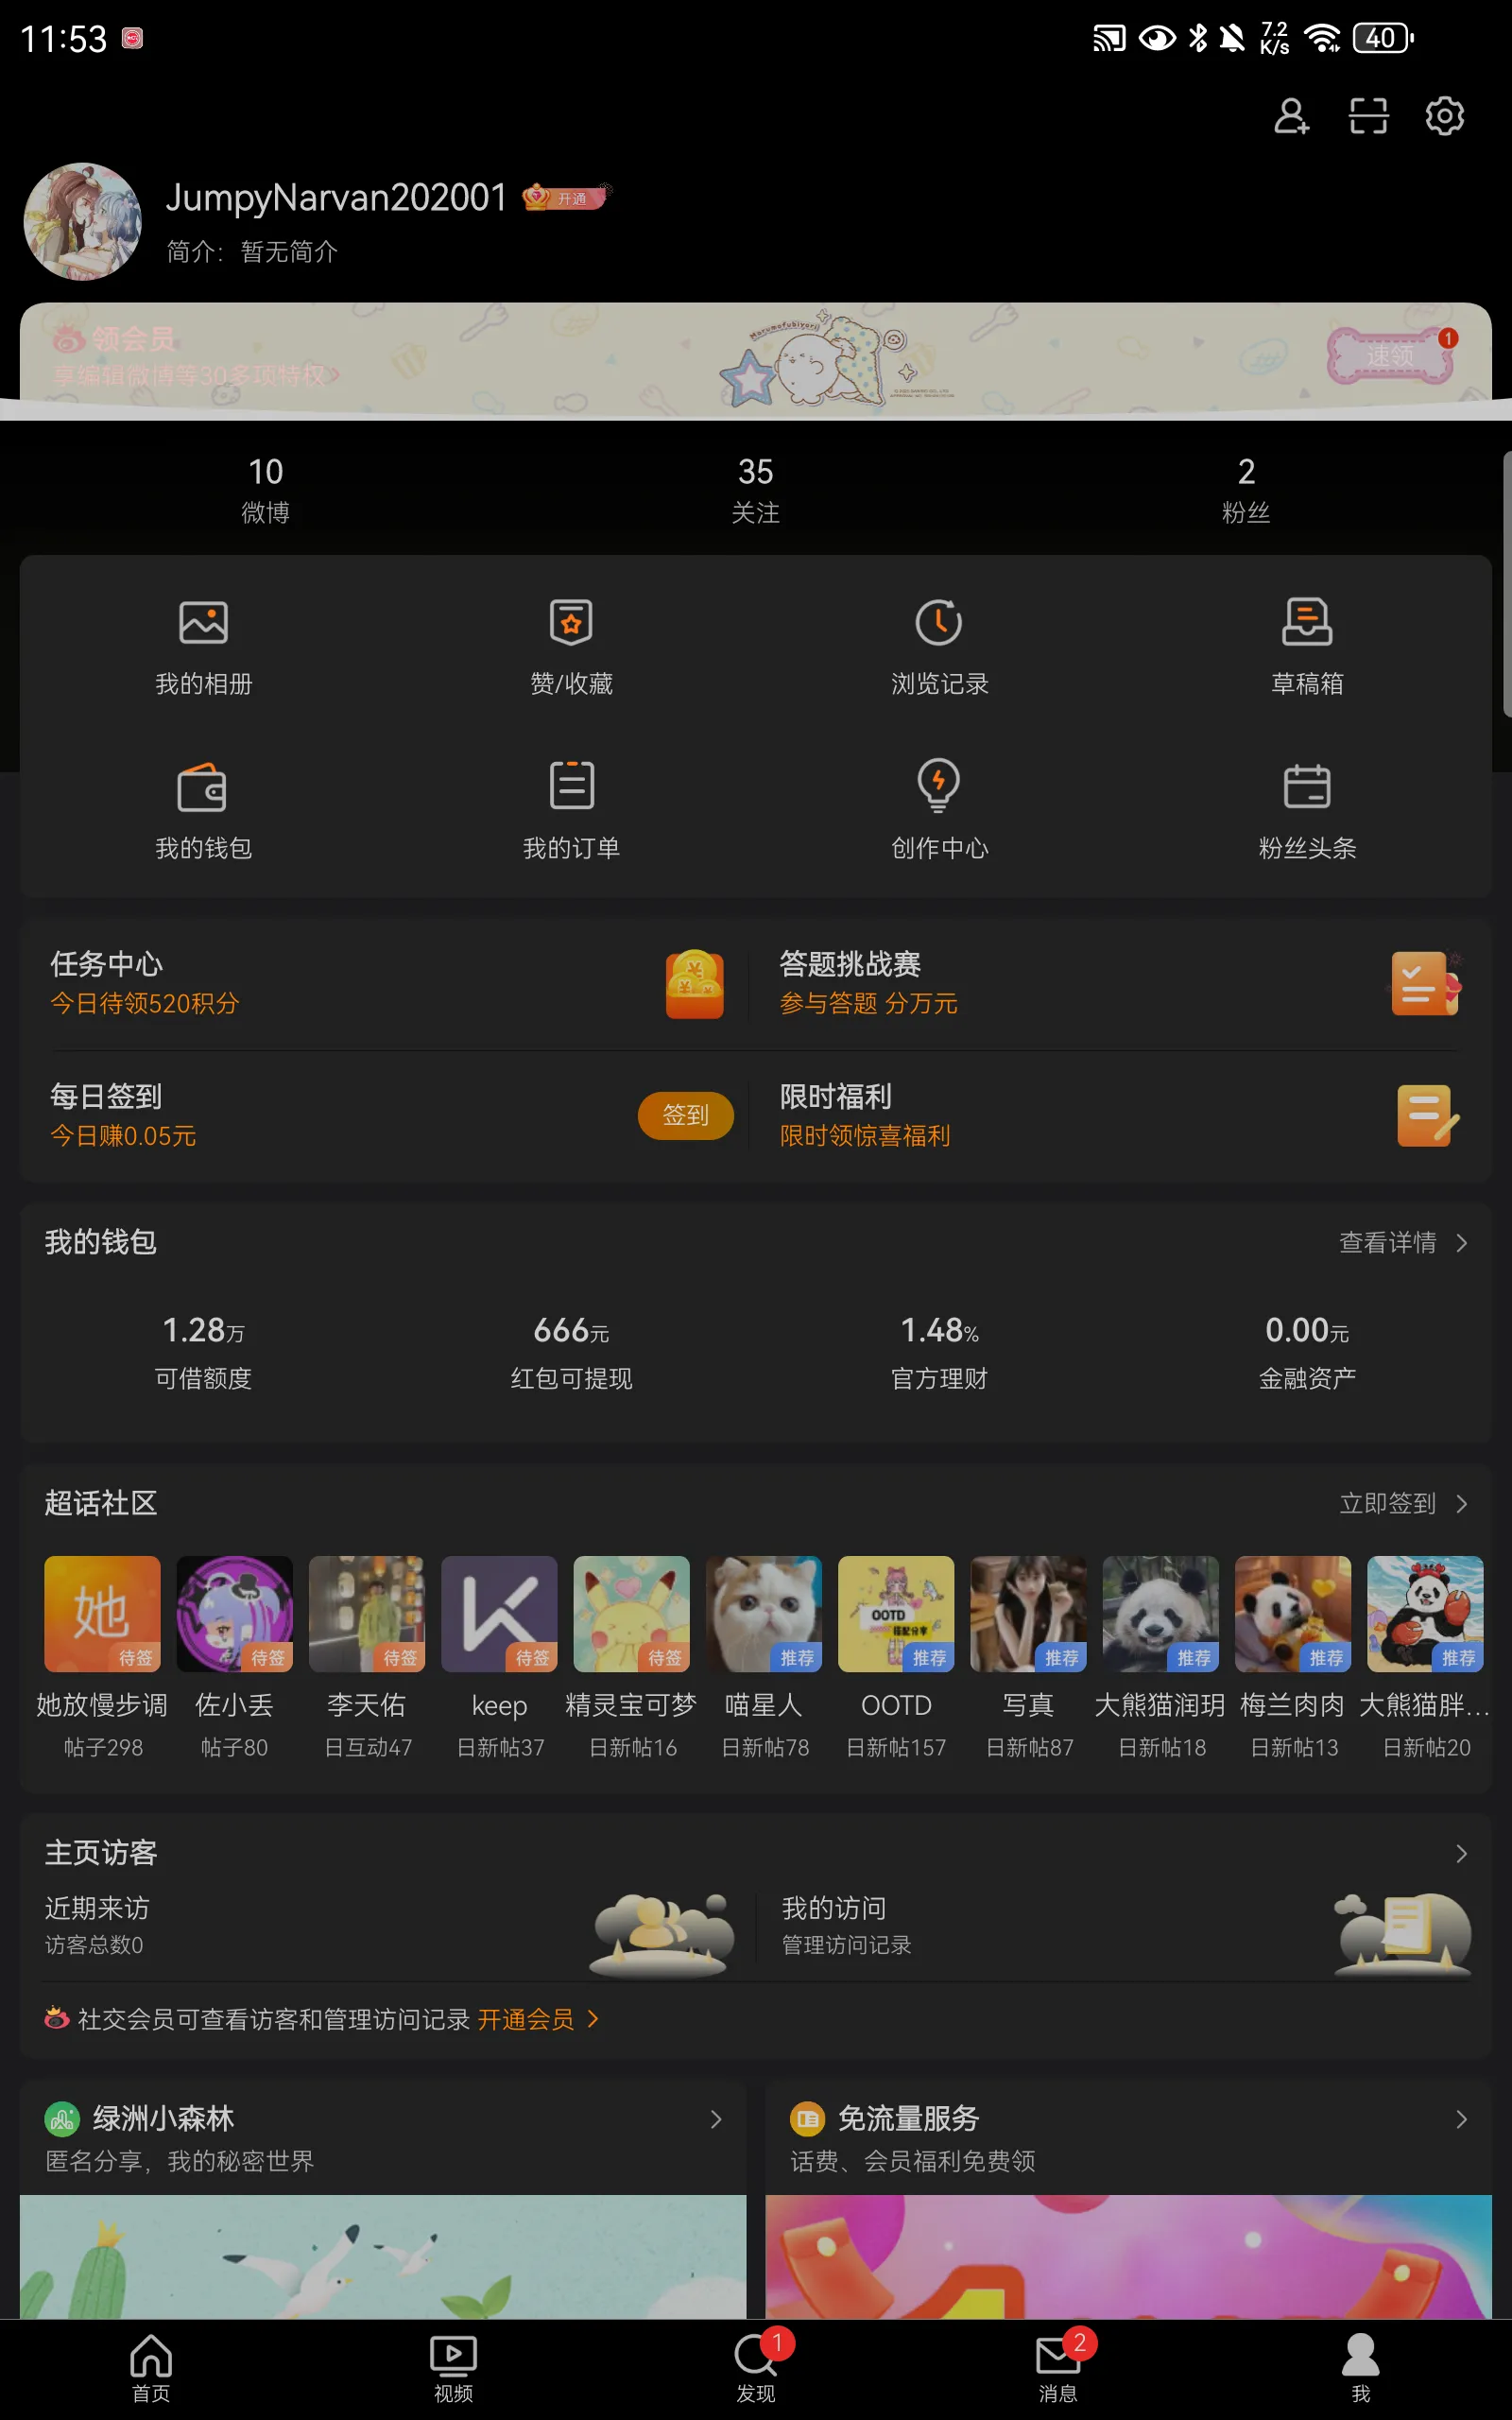 11:53
7.2
K/s
40
JumpyNarvan202001
开通
简介：暂无简介
领会员
享编辑微博等30多项特权
Marumofubiyori
速领
1
10
微博
35
关注
2
粉丝
我的相册
赞/收藏
浏览记录
草稿箱
我的钱包
我的订单
创作中心
粉丝头条
任务中心
今日待领520积分
答题挑战赛
参与答题 分万元
每日签到
今日赚0.05元
签到
限时福利
限时领惊喜福利
我的钱包
查看详情
1.28万
可借额度
666元
红包可提现
1.48%
官方理财
0.00元
金融资产
超话社区
立即签到
她
待签
待签
待签
待签
待签
推荐
OOTD
搭配分享
推荐
推荐
推荐
推荐
推荐
她放慢步调
佐小丢
李天佑
keep
精灵宝可梦
喵星人
OOTD
写真
大熊猫润玥
梅兰肉肉
大熊猫胖...
帖子298
帖子80
日互动47
日新帖37
日新帖16
日新帖78
日新帖157
日新帖87
日新帖18
日新帖13
日新帖20
主页访客
近期来访
访客总数0
我的访问
管理访问记录
社交会员可查看访客和管理访问记录 开通会员
绿洲小森林
匿名分享，我的秘密世界
免流量服务
话费、会员福利免费领
首页
视频
1
发现
2
消息
我